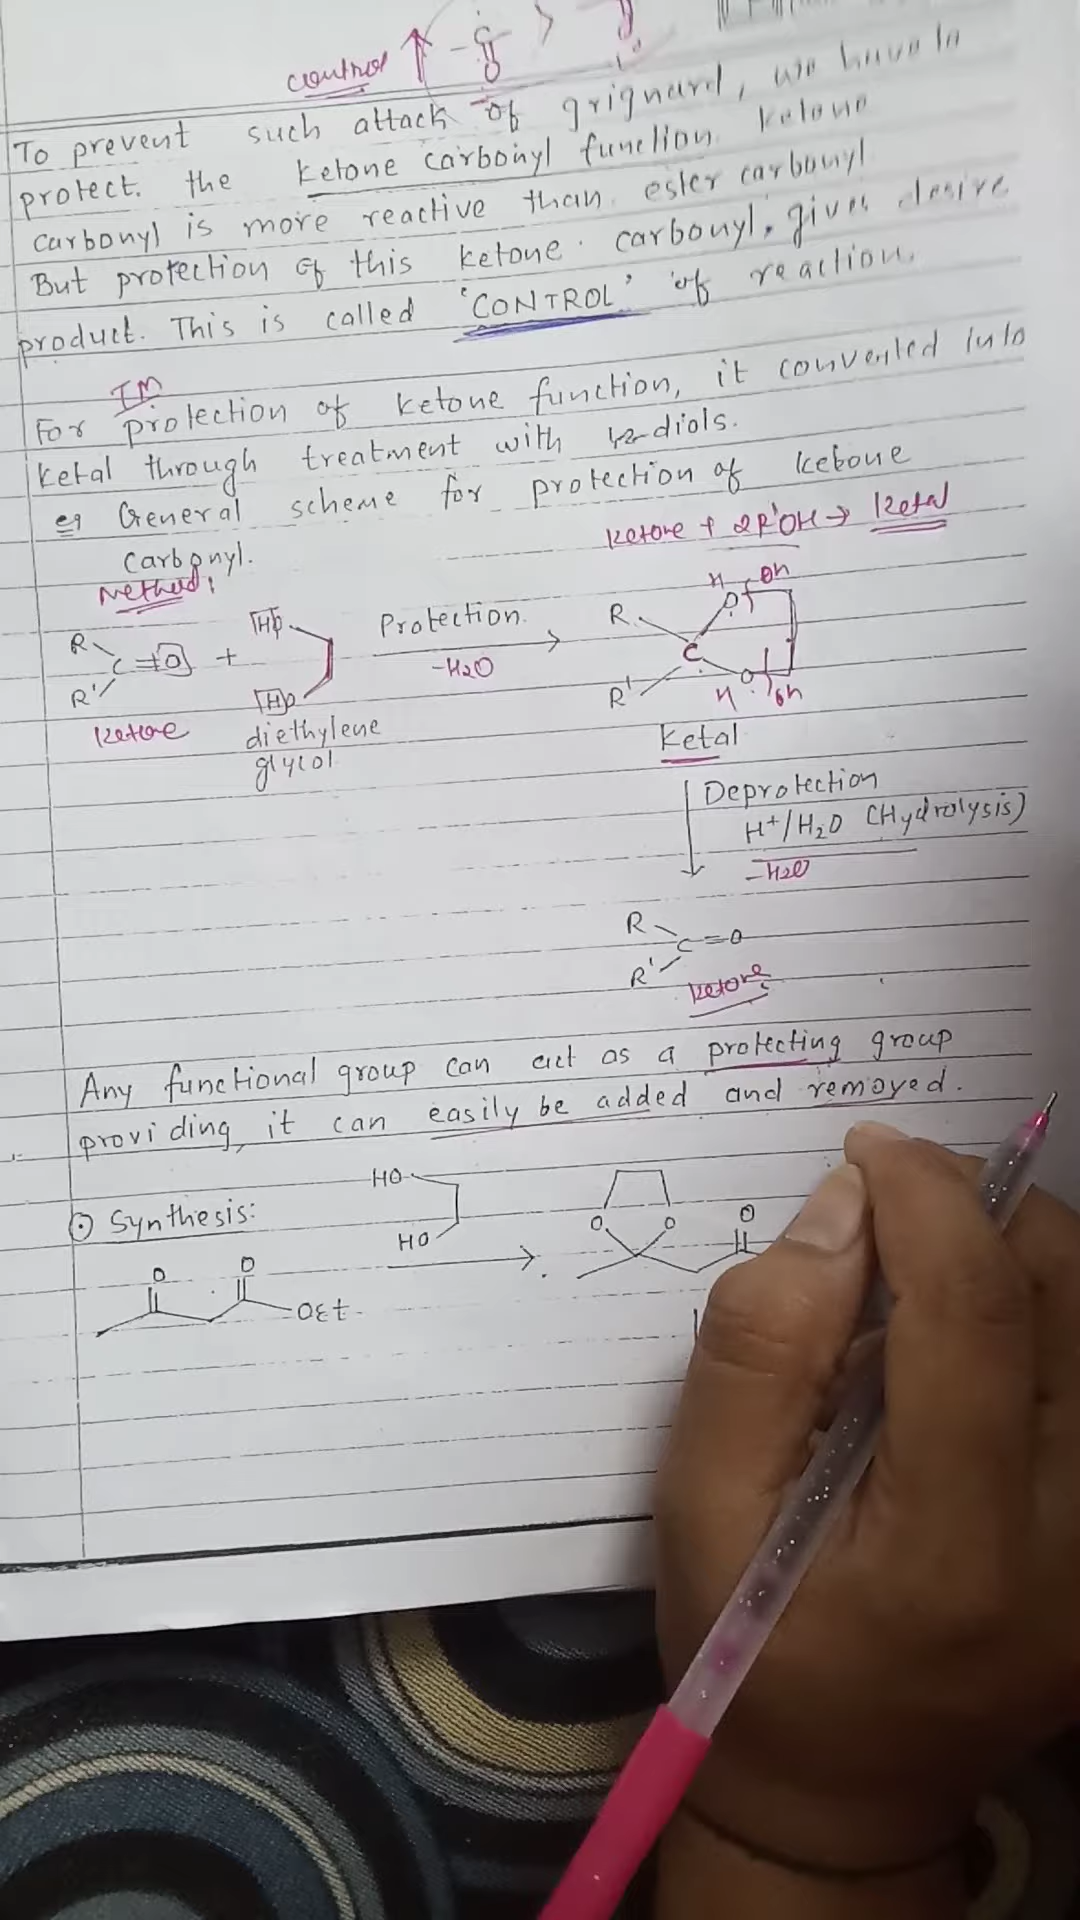 control ↑ -C=O >
To prevent such attack of grignard, we have to
protect. the ketone carbonyl function. ketone
carbonyl is more reactive than ester carbonyl.
But protection of this ketone carbonyl, gives desire
product. This is called 'CONTROL' of reaction.
IM
For protection of ketone function, it converted into
ketal through treatment with diols.
eg General scheme for protection of ketone
carbonyl.
Ketone + 2R'OH → Ketal
Method:
R R' C=O + HO HO Protection -H2O R R' C O O H OH H OH
Ketone diethylene
glycol
Ketal
Deprotection
H+/H2O (Hydrolysis)
-H2O
R R' C=O
Ketone
Any functional group can act as a protecting group
providing, it can easily be added and removed.
Synthesis: HO HO
O O OEt O O O